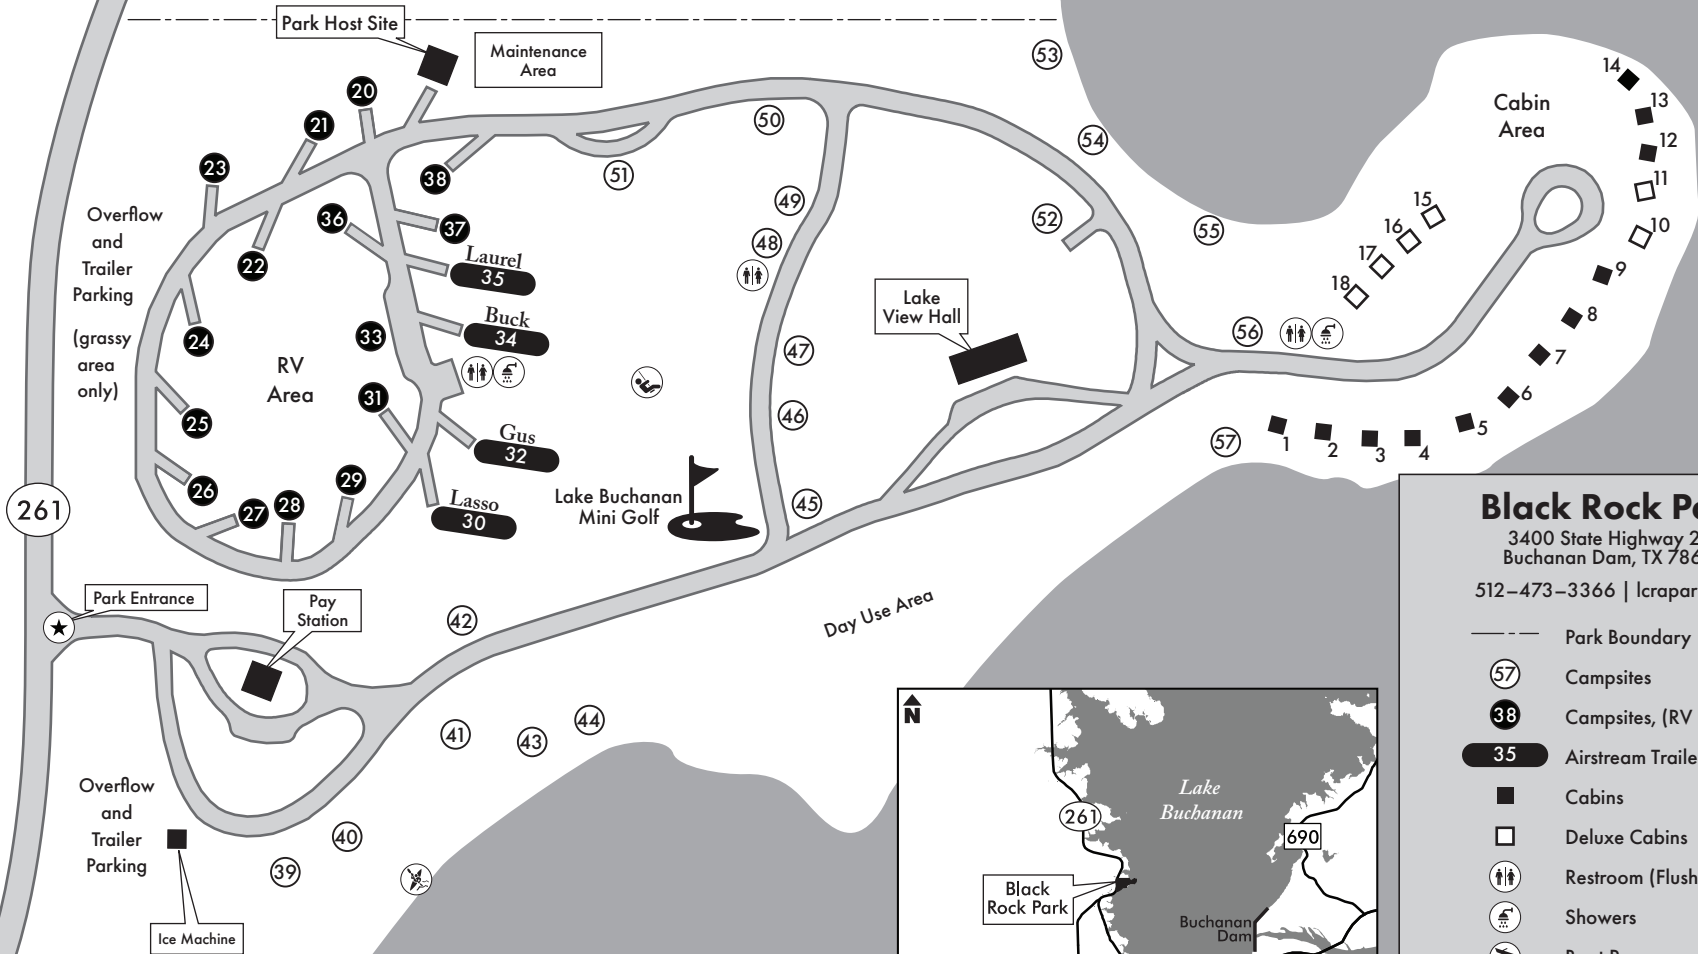 Park Host Site
Maintenance
Area
53
14
20
Cabin
Area
13
21
50
54
12
23
38
51
11
Overflow
and
Trailer
Parking
(grassy
area
only)
36
37
49
52
55
15
16
10
22
Laurel
35
48
17
9
18
24
33
Buck
34
Lake
View Hall
56
8
RV
Area
47
7
31
46
6
25
Gus
32
57
1
2
3
4
5
26
29
27
28
Lasso
30
Lake Buchanan
Mini Golf
45
261
Park Entrance
Pay
Station
42
Day Use Area
41
43
44
Overflow
and
Trailer
Parking
40
39
Ice Machine
N
Lake
Buchanan
261
690
Black
Rock Park
Buchanan
Dam
Black Rock
3400 State Highway
Buchanan Dam, TX
512–473–3366 |
Park Boundary
57
Campsites
38
Campsites, (RV
35
Airstream
Cabins
Deluxe Cabins
Restroom (Flush
Showers